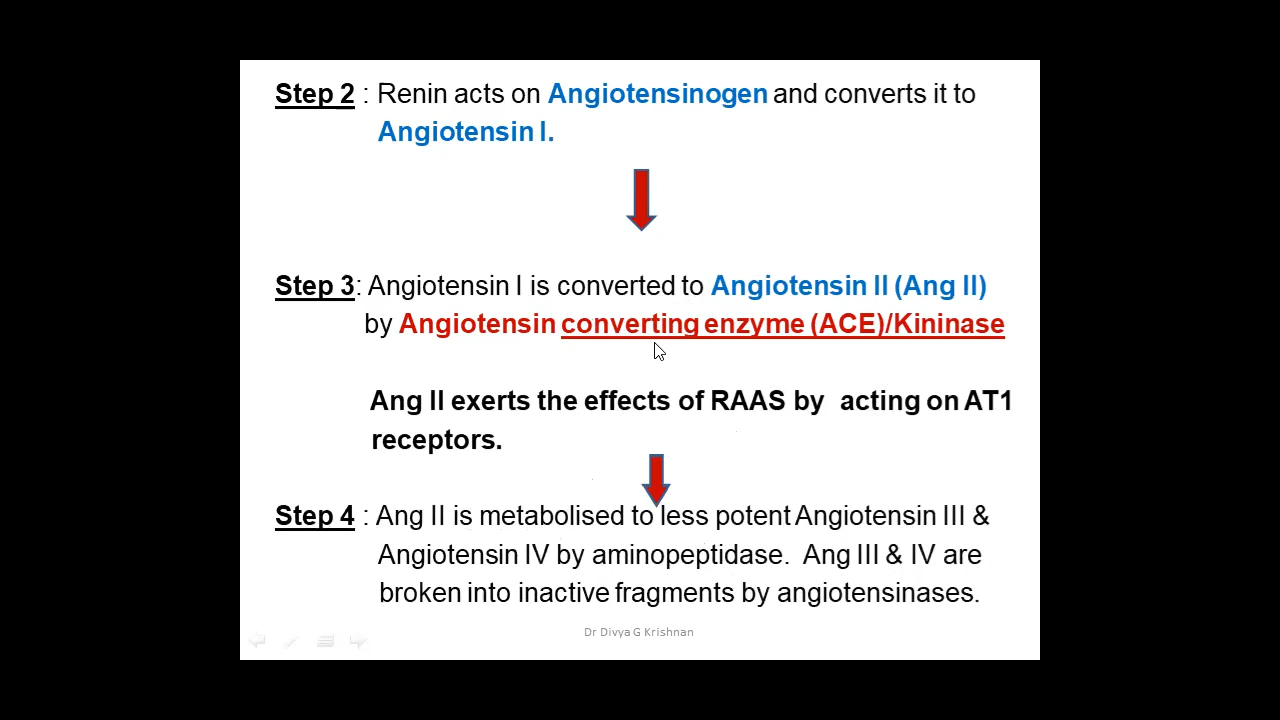 Step 2 : Renin acts on Angiotensinogen and converts it to
Angiotensin I.
Step 3: Angiotensin I is converted to Angiotensin II (Ang II)
by Angiotensin converting enzyme (ACE)/Kininase
Ang II exerts the effects of RAAS by acting on AT1
receptors.
Step 4 : Ang II is metabolised to less potent Angiotensin III &
Angiotensin IV by aminopeptidase. Ang III & IV are
broken into inactive fragments by angiotensinases.
Dr Divya G Krishnan